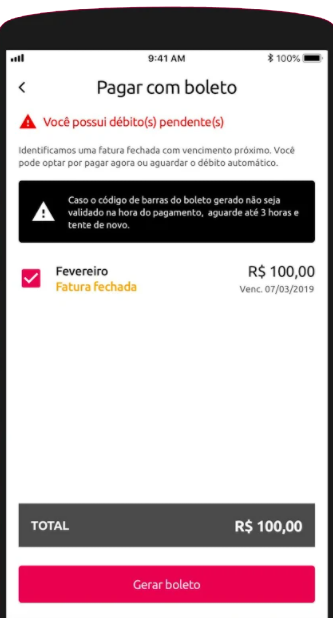 9:41 AM
100%
Pagar com boleto
Você possui débito(s) pendente(s)
Identificamos uma fatura fechada com vencimento próximo. Você
pode optar por pagar agora ou aguardar o débito automático.
Caso o código de barras do boleto gerado não seja
validado na hora do pagamento, aguarde até 3 horas e
tente de novo.
Fevereiro
R$ 100,00
Fatura fechada
Venc. 07/03/2019
TOTAL
R$ 100,00
Gerar boleto